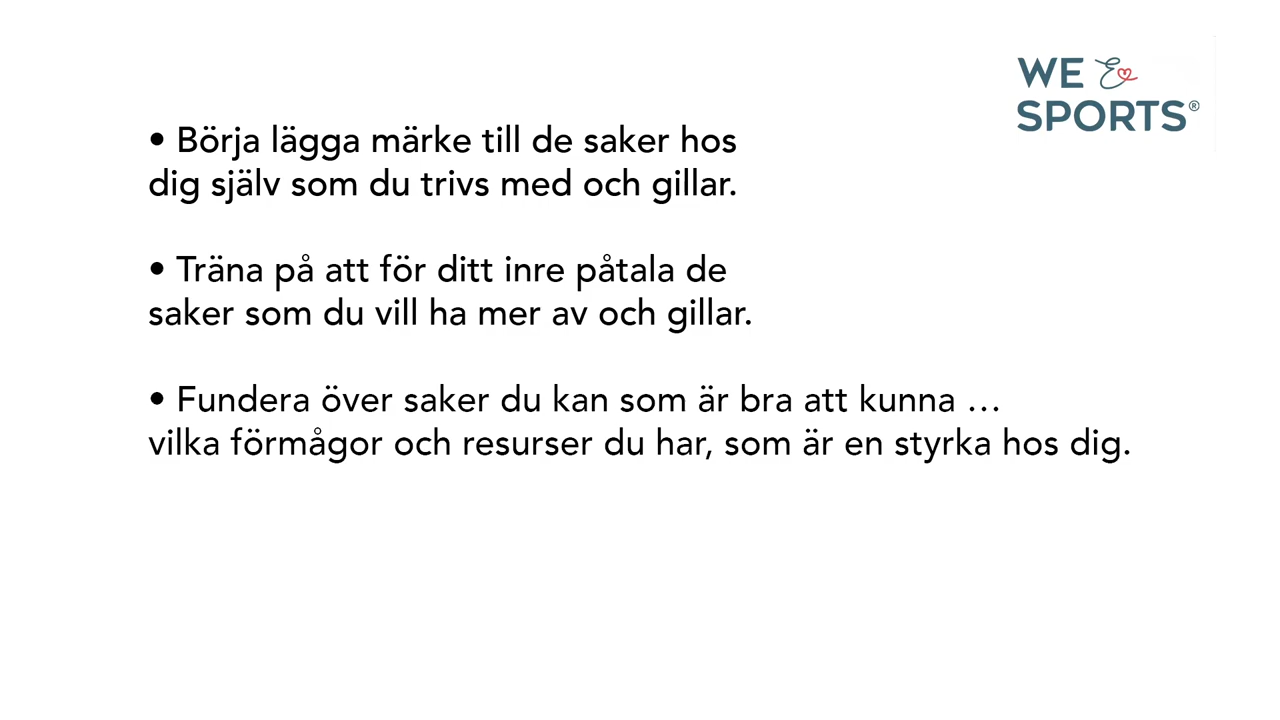 WE &
SPORTS®
• Börja lägga märke till de saker hos
dig själv som du trivs med och gillar.
• Träna på att för ditt inre påtala de
saker som du vill ha mer av och gillar.
• Fundera över saker du kan som är bra att kunna …
vilka förmågor och resurser du har, som är en styrka hos dig.